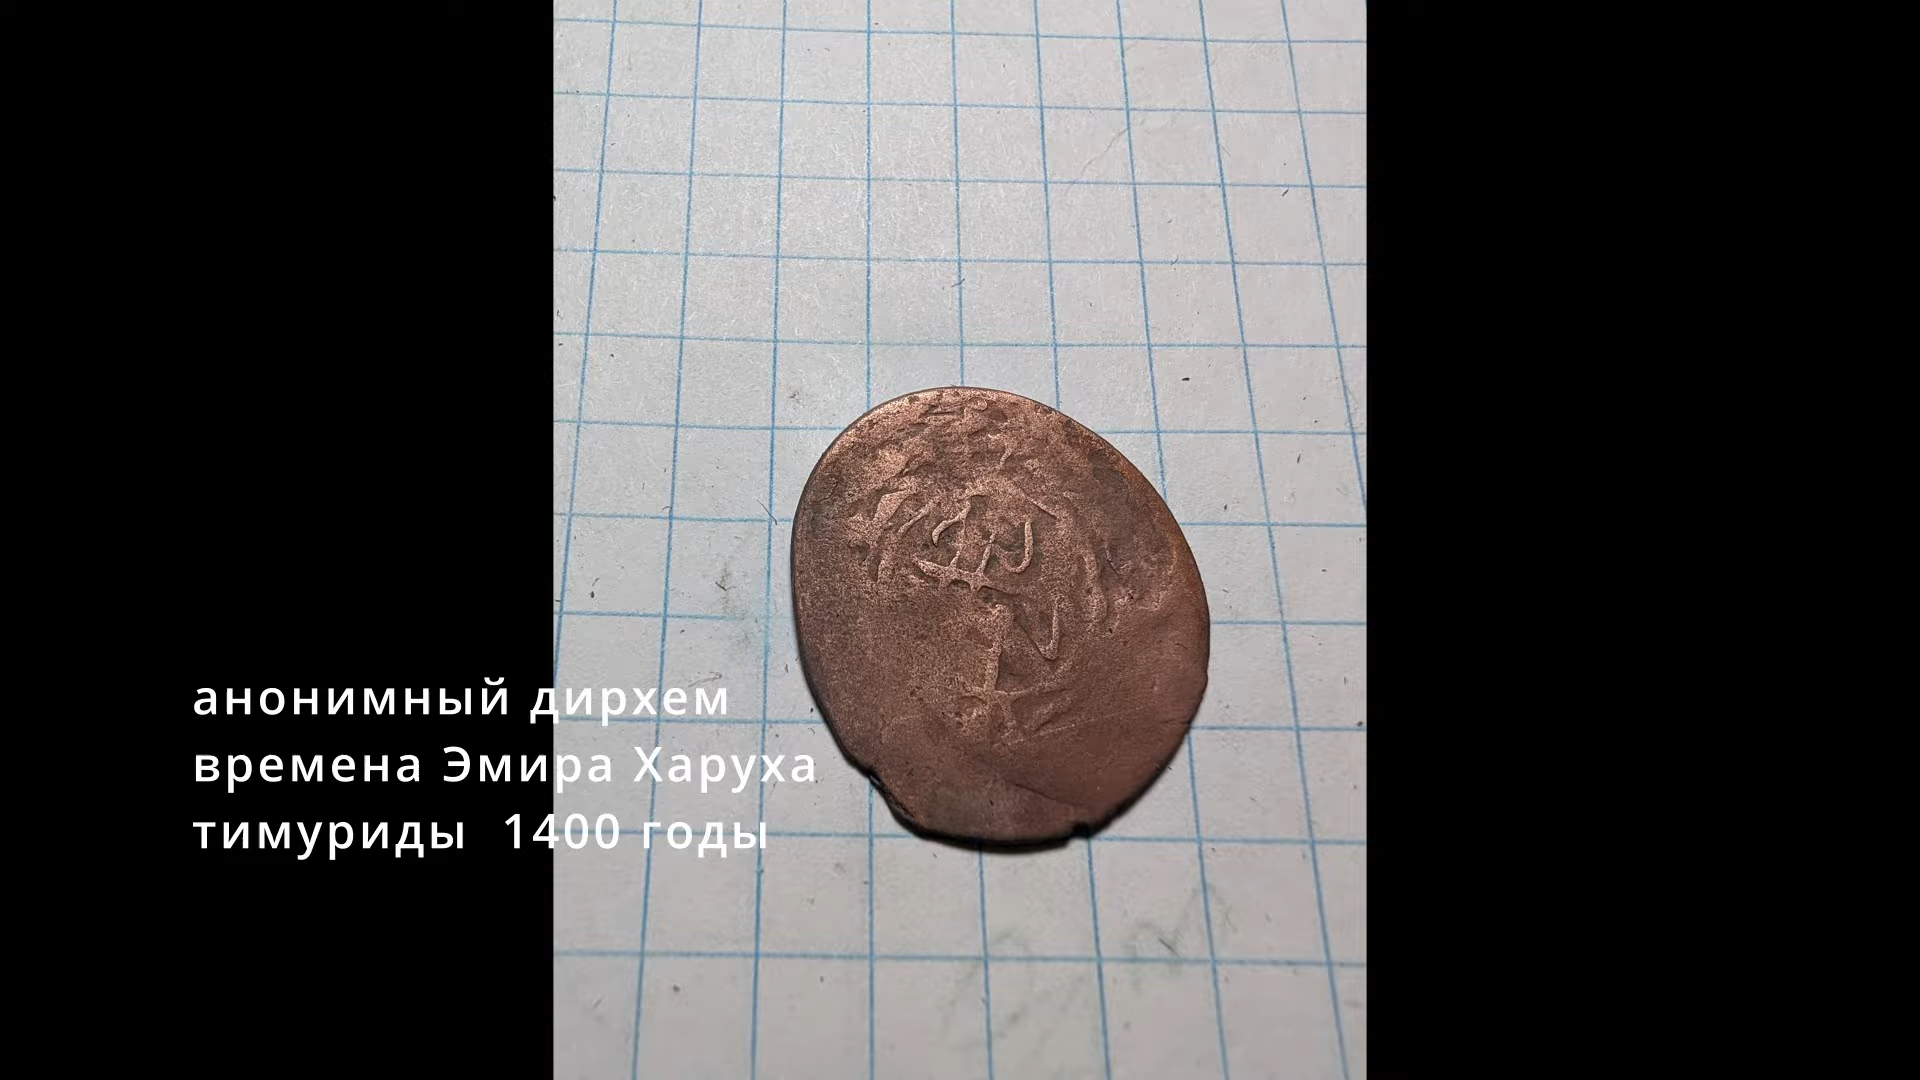 анонимный дирхем
времена Эмира Харуха
тимуриды 1400 годы